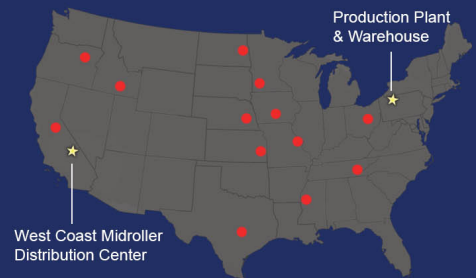 Production Plant
& Warehouse
West Coast Midroller
Distribution Center